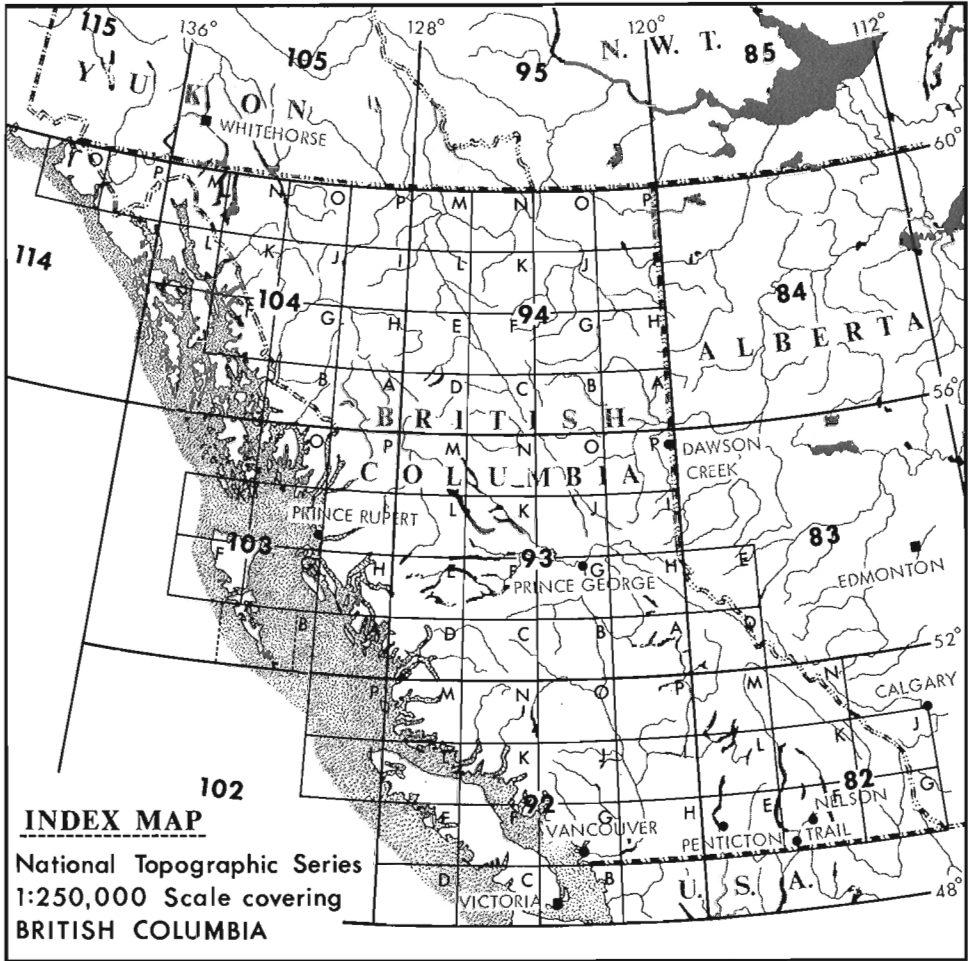 115
136°
105
128°
95
N. W. T.
120°
85
112°
Y U K O N
WHITEHORSE
60°
O
P
M
N
O
P
M
N
O
P
L
K
J
I
L
K
J
114
104
F
G
H
E
F
94
G
H
84
ALBERTA
B
A
D
C
B
A
56°
BRITISH
O
P
M
N
O
P
DAWSON
CREEK
COLUMBIA
K
L
K
J
I
PRINCE RUPERT
F
103
G
H
L
F
93
G
H
E
83
PRINCE GEORGE
EDMONTON
B
A
D
C
B
A
D
52°
P
M
N
O
P
M
N
CALGARY
L
K
J
L
K
J
102
E
F
92
G
H
E
F
82
G
NELSON
VANCOUVER
PENTICTON
TRAIL
D
C
B
U. S. A.
48°
VICTORIA
INDEX MAP
National Topographic Series
1:250,000 Scale covering
BRITISH COLUMBIA